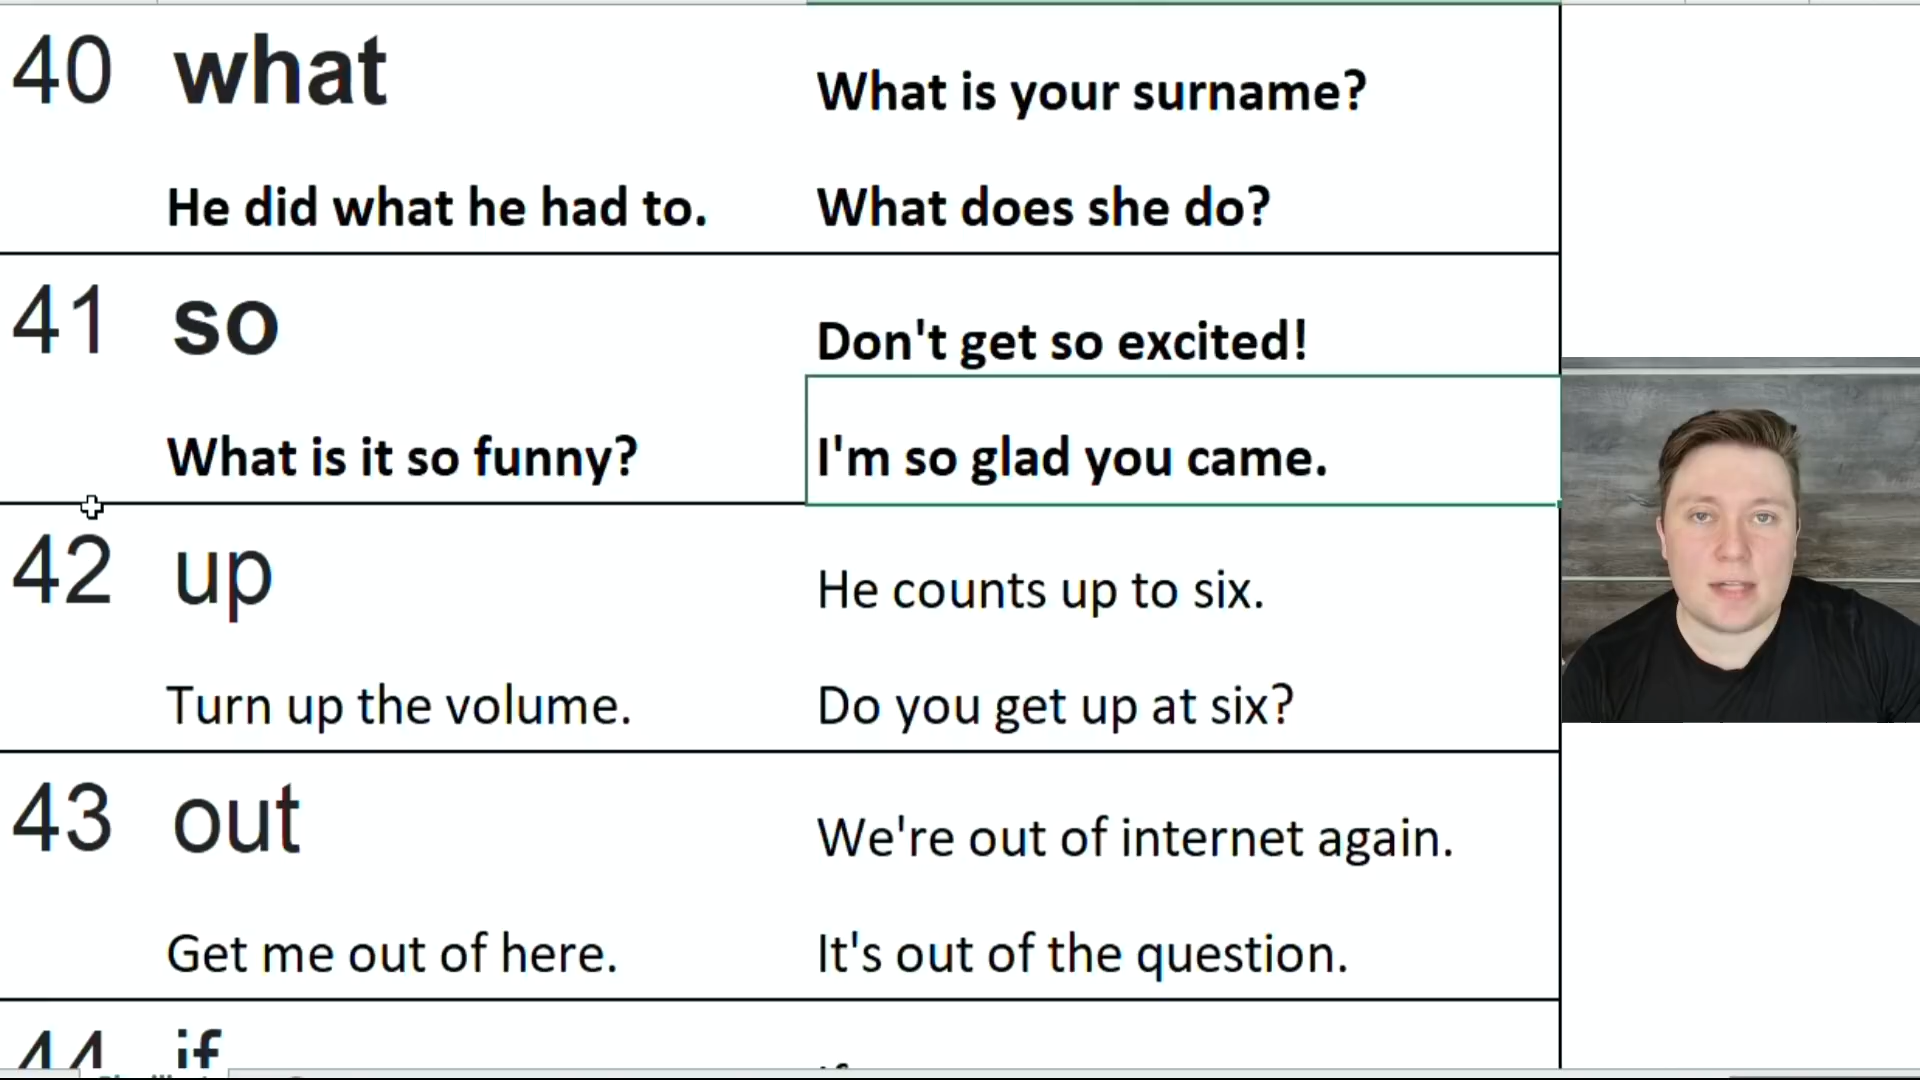 40 what
What is your surname?
He did what he had to.
What does she do?
41 so
Don't get so excited!
What is it so funny?
I'm so glad you came.
42 up
He counts up to six.
Turn up the volume.
Do you get up at six?
43 out
We're out of internet again.
Get me out of here.
It's out of the question.
44 if